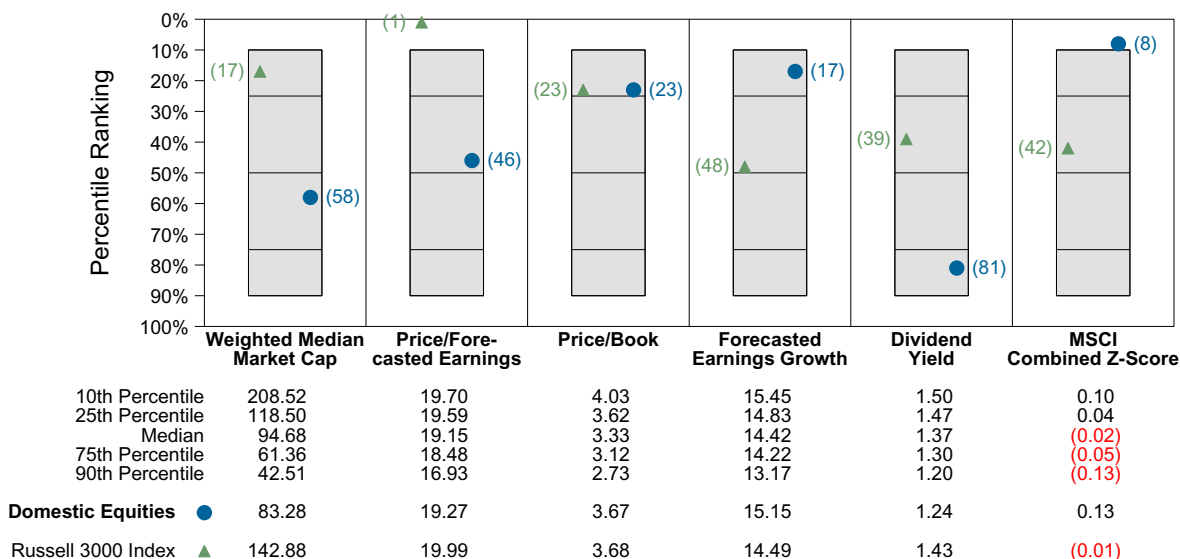 0%
10%
20%
30%
40%
50%
60%
70%
80%
90%
100%
Percentile Ranking
(17)
(58)
(1)
(46)
(23)
(23)
(48)
(17)
(39)
(81)
(42)
(8)
Weighted Median
Market Cap
Price/Fore-
casted Earnings
Price/Book
Forecasted
Earnings Growth
Dividend
Yield
MSCI
Combined Z-Score
10th Percentile 208.52 19.70 4.03 15.45 1.50 0.10
25th Percentile 118.50 19.59 3.62 14.83 1.47 0.04
Median 94.68 19.15 3.33 14.42 1.37 (0.02)
75th Percentile 61.36 18.48 3.12 14.22 1.30 (0.05)
90th Percentile 42.51 16.93 2.73 13.17 1.20 (0.13)
Domestic Equities 83.28 19.27 3.67 15.15 1.24 0.13
Russell 3000 Index 142.88 19.99 3.68 14.49 1.43 (0.01)